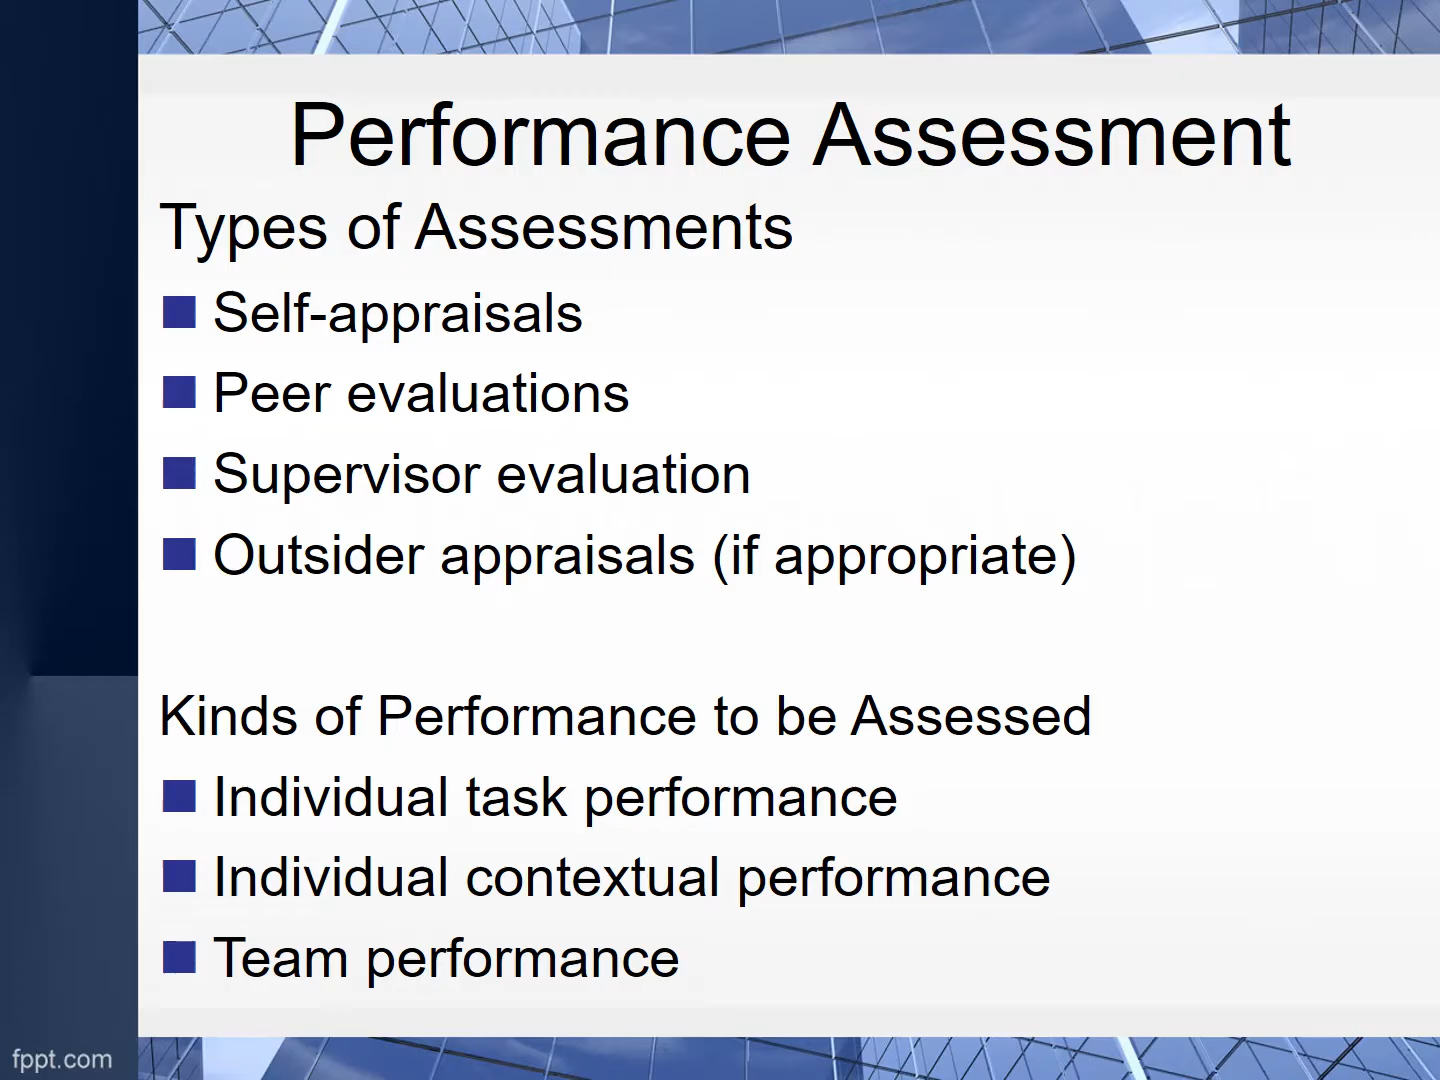 Performance Assessment
Types of Assessments
Self-appraisals
Peer evaluations
Supervisor evaluation
Outsider appraisals (if appropriate)
Kinds of Performance to be Assessed
Individual task performance
Individual contextual performance
Team performance
fppt.com